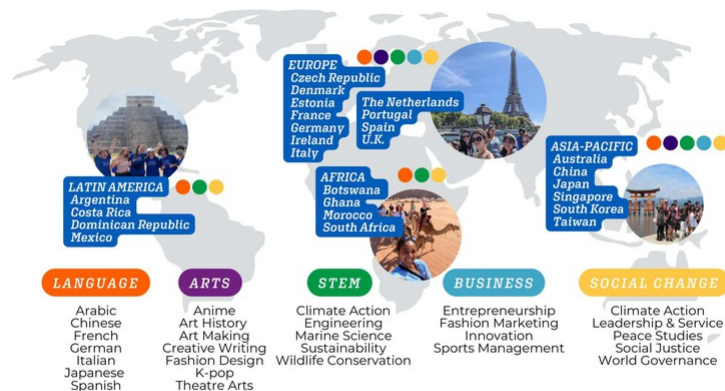 EUROPE
Czech Republic
Denmark
Estonia
France
Germany
Ireland
Italy
The Netherlands
Portugal
Spain
U.K.
ASIA-PACIFIC
Australia
China
Japan
Singapore
South Korea
Taiwan
LATIN AMERICA
Argentina
Costa Rica
Dominican Republic
Mexico
AFRICA
Botswana
Ghana
Morocco
South Africa
LANGUAGE
Arabic
Chinese
French
German
Italian
Japanese
Spanish
ARTS
Anime
Art History
Art Making
Creative Writing
Fashion Design
K-pop
Theatre Arts
STEM
Climate Action
Engineering
Marine Science
Sustainability
Wildlife Conservation
BUSINESS
Entrepreneurship
Fashion Marketing
Innovation
Sports Management
SOCIAL CHANGE
Climate Action
Leadership & Service
Peace Studies
Social Justice
World Governance